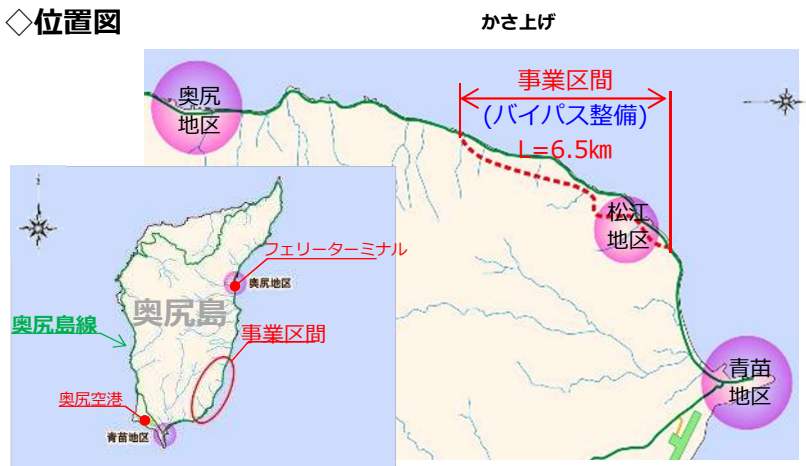 ◇位置図
かさ上げ
奥尻
地区
事業区間
(バイパス整備)
L=6.5km
松江
地区
青苗
地区
フェリーターミナル
奥尻地区
奥尻島
奥尻島線
事業区間
奥尻空港
青苗地区